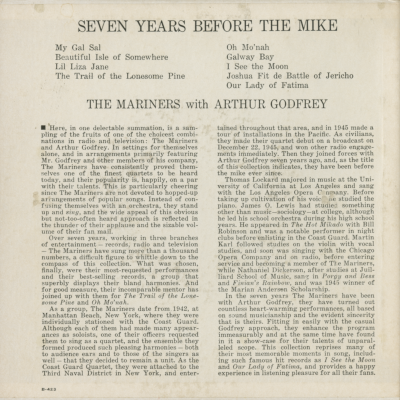 SEVEN YEARS BEFORE THE MIKE
My Gal Sal
Beautiful Isle of Somewhere
Lil Liza Jane
The Trail of the Lonesome Pine
Oh Mo'nah
Galway Bay
I See the Moon
Joshua Fit de Battle of Jericho
Our Lady of Fatima
THE MARINERS with ARTHUR GODFREY
■ Here, in one delectable summation, is a sam-
pling of the fruits of one of the choicest combi-
nations in radio and television: The Mariners
and Arthur Godfrey. In settings for themselves
alone, and in arrangements primarily featuring
Mr. Godfrey and other members of his company,
The Mariners have consistently proved them-
selves one of the finest quartets to be heard
today, and their popularity is, happily, on a par
with their talents. This is particularly cheering
since The Mariners are not devoted to hopped-up
arrangements of popular songs. Instead of con-
fusing themselves with an orchestra, they stand
up and sing, and the wide appeal of this obvious
but not-too-often heard approach is reflected in
the thunder of their applause and the sizable vol-
ume of their fan mail.
Over seven years, working in three branches
of entertainment – records, radio and television
– The Mariners have sung more than a thousand
numbers, a difficult figure to whittle down to the
compass of this collection. What was chosen,
finally, were their most-requested performances
and their best-selling records, a group that
superbly displays their bland harmonies. And
for good measure, their incomparable mentor has
joined up with them for The Trail of the Lone-
some Pine and Oh Mo'nah.
As a group, The Mariners date from 1942, at
Manhattan Beach, New York, where they were
individually stationed with the Coast Guard.
Although each of them had made many appear-
ances as soloists, one of their officers requested
them to sing as a quartet, and the ensemble they
formed produced such pleasing harmonies – both
to audience ears and to those of the singers as
well – that they decided to remain a unit. As the
Coast Guard Quartet, they were attached to the
Third Naval District in New York, and enter-
tained throughout that area, and in 1945 made a
tour of installations in the Pacific. As civilians,
they made their quartet debut on a broadcast on
December 22, 1945, and won other radio engage-
ments immediately. Then they joined forces with
Arthur Godfrey seven years ago, and, as the title
of this collection indicates, they have been before
the mike ever since.
Thomas Lockard majored in music at the Uni-
versity of California at Los Angeles and sang
with the Los Angeles Opera Company. Before
taking up cultivation of his voice, he studied the
piano. James O. Lewis had studied something
other than music – sociology – at college, although
he led his school orchestra during his high school
years. He appeared in The Hot Mikado with Bill
Robinson and was a notable performer in night
clubs before enlisting in the Coast Guard. Martin
Karl followed studies on the violin with vocal
studies, and soon was singing with the Chicago
Opera Company and on radio, before entering
service and becoming a member of The Mariners,
while Nathaniel Dickerson, after studies at Juil-
liard School of Music, sang in Porgy and Bess
and Finian's Rainbow, and was 1945 winner of
the Marian Anderson Scholarship.
In the seven years The Mariners have been
with Arthur Godfrey, they have turned out
countless heart-warming performances, all based
on sound musicianship and the evident sincerity
that is theirs. Fitting in easily with the casual
Godfrey approach, they enhance the program
immeasurably and at the same time have found
in it a show-case for their talents of unparal-
leled scope. This collection reprises many of
their most memorable moments in song, includ-
ing such famous hit records as I See the Moon
and Our Lady of Fatima, and provides a happy
experience in listening pleasure for all their fans.
B-452